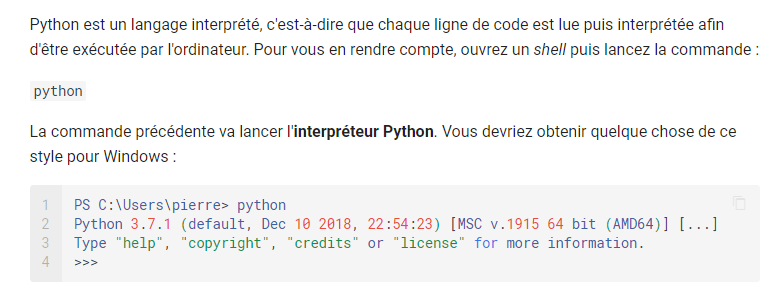 Python est un langage interprété, c'est-à-dire que chaque ligne de code est lue puis interprétée afin
d'être exécutée par l'ordinateur. Pour vous en rendre compte, ouvrez un shell puis lancez la commande :
python
La commande précédente va lancer l'interpréteur Python. Vous devriez obtenir quelque chose de ce
style pour Windows :
1 PS C:\Users\pierre> python
2 Python 3.7.1 (default, Dec 10 2018, 22:54:23) [MSC v.1915 64 bit (AMD64)] [...]
3 Type "help", "copyright", "credits" or "license" for more information.
4 >>>